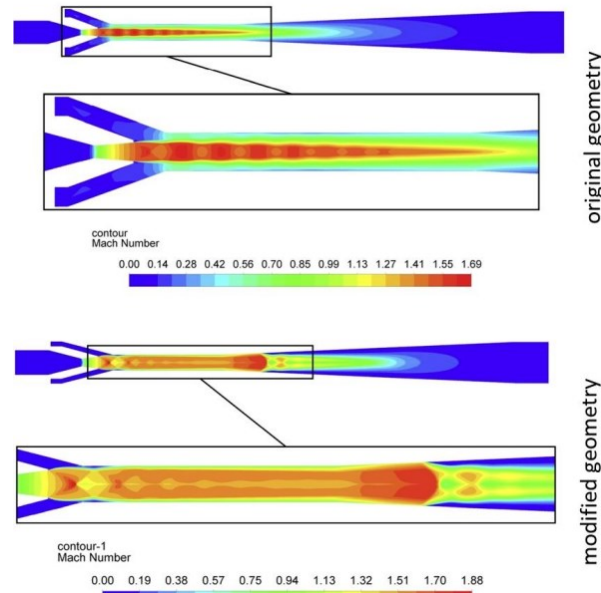 original geometry
contour
Mach Number
0.00 0.14 0.28 0.42 0.56 0.70 0.85 0.99 1.13 1.27 1.41 1.55 1.69
modified geometry
contour-1
Mach Number
0.00 0.19 0.38 0.57 0.75 0.94 1.13 1.32 1.51 1.70 1.88